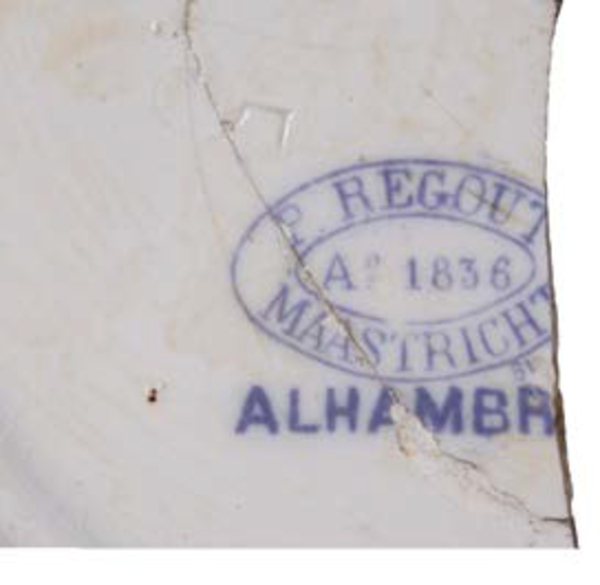 P. REGOUT
Aº 1836
MAASTRICHT
ALHAMBR